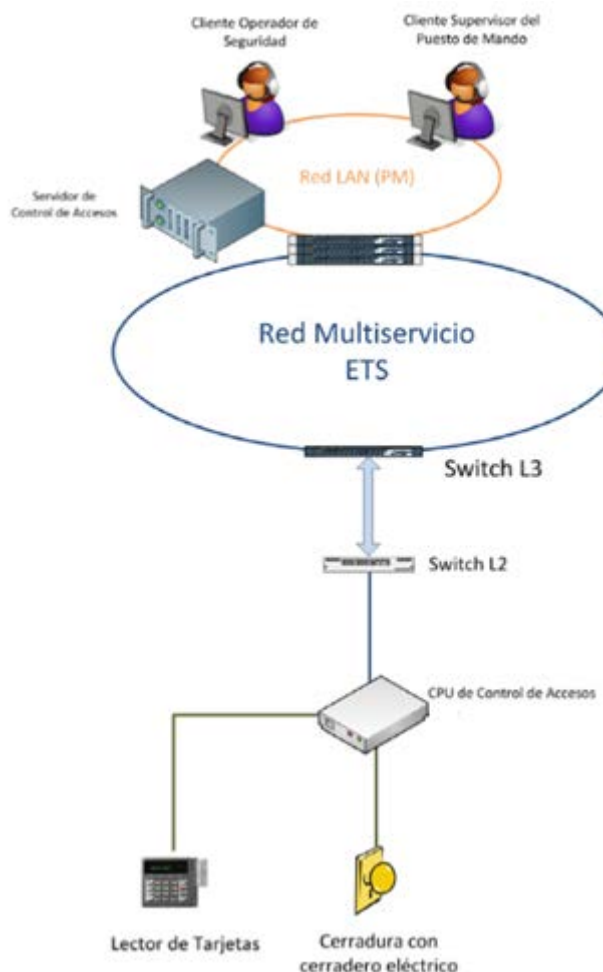 Cliente Operador de
Seguridad
Cliente Supervisor del
Puesto de Mando
Red LAN (PM)
Servidor de
Control de Accesos
Red Multiservicio
ETS
Switch L3
Switch L2
CPU de Control de Accesos
Lector de Tarjetas
Cerradura con
cerradero eléctrico